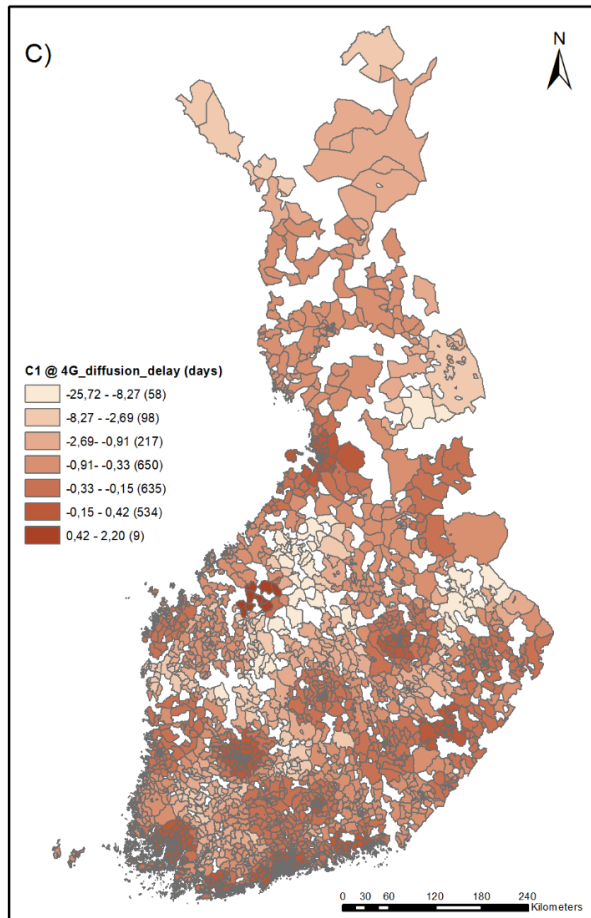 C)
N
C1 @ 4G_diffusion_delay (days)
-25,72 - -8,27 (58)
-8,27 - -2,69 (98)
-2,69- -0,91 (217)
-0,91- -0,33 (650)
-0,33 - -0,15 (635)
-0,15 - 0,42 (534)
0,42 - 2,20 (9)
0 30 60 120 180 240
Kilometers